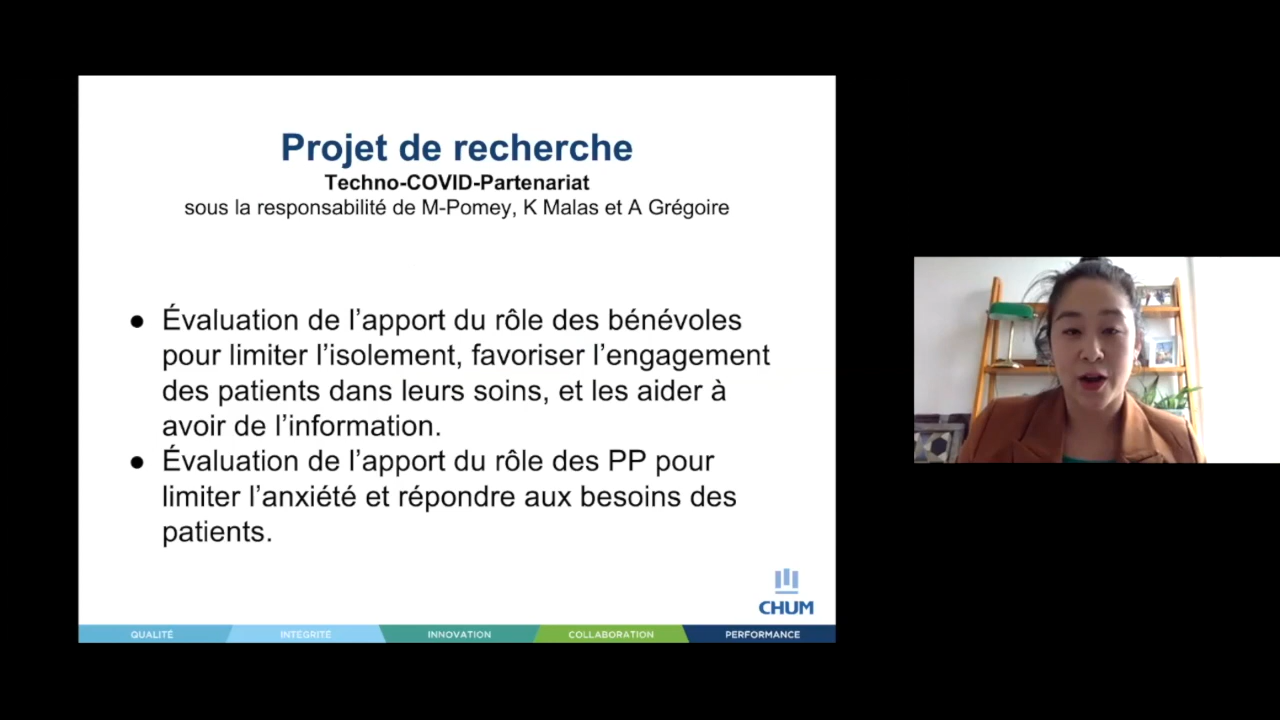 Projet de recherche
Techno-COVID-Partenariat
sous la responsabilité de M-Pomey, K Malas et A Grégoire
● Évaluation de l’apport du rôle des bénévoles
pour limiter l’isolement, favoriser l’engagement
des patients dans leurs soins, et les aider à
avoir de l’information.
● Évaluation de l’apport du rôle des PP pour
limiter l’anxiété et répondre aux besoins des
patients.
CHUM
QUALITÉ INTÉGRITÉ INNOVATION COLLABORATION PERFORMANCE